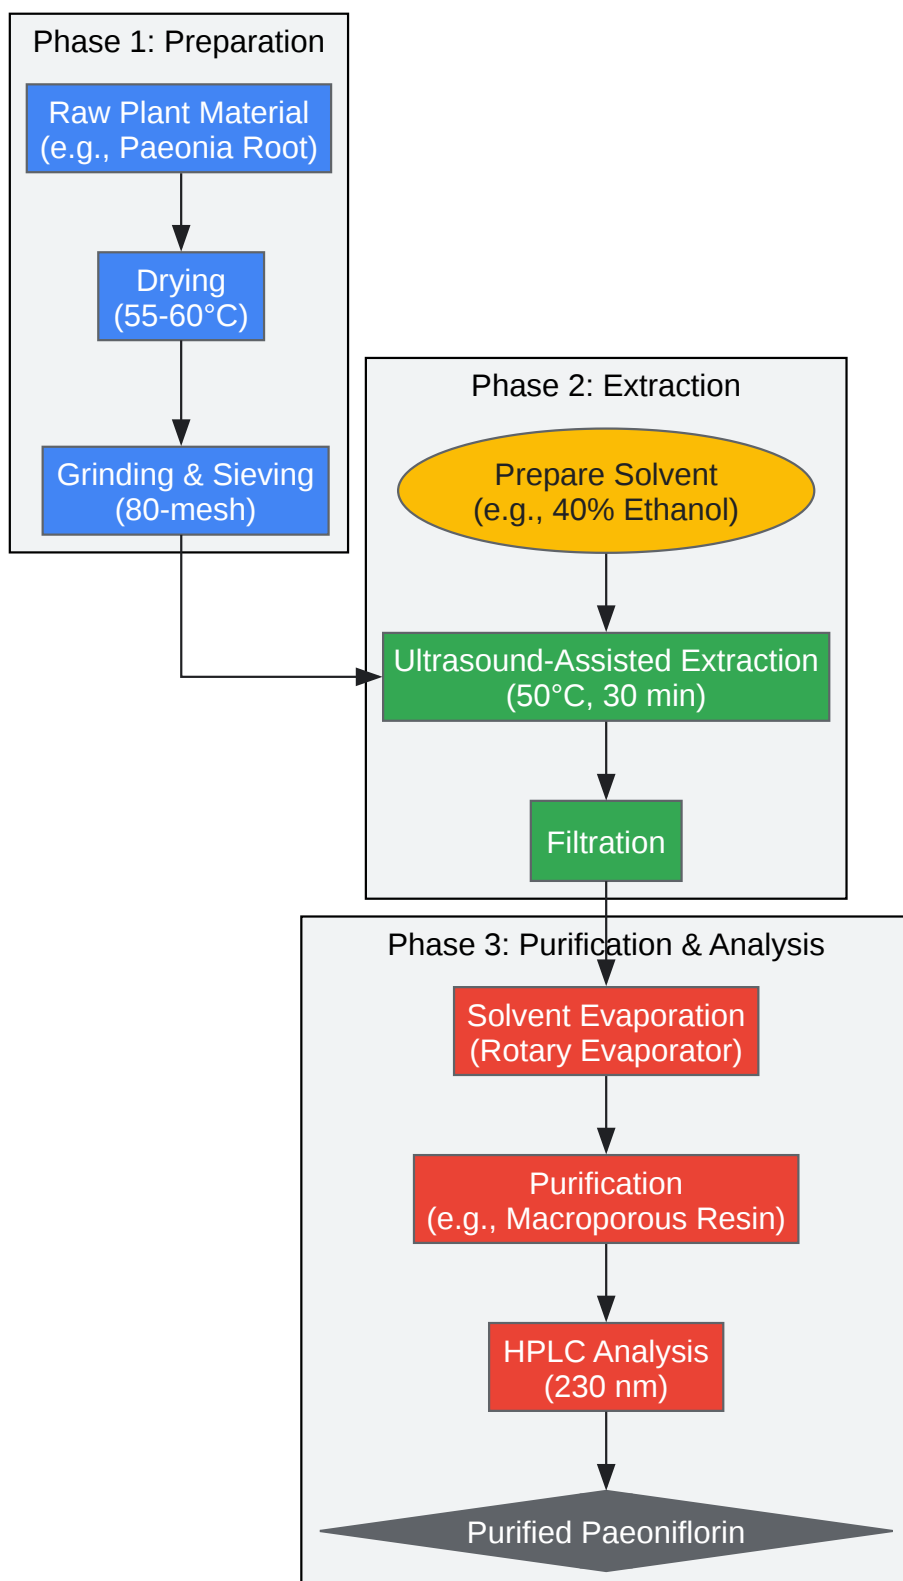 Phase 1: Preparation
Raw Plant Material
(e.g., Paeonia Root)
Drying
(55-60°C)
Grinding & Sieving
(80-mesh)
Phase 2: Extraction
Prepare Solvent
(e.g., 40% Ethanol)
Ultrasound-Assisted Extraction
(50°C, 30 min)
Filtration
Phase 3: Purification & Analysis
Solvent Evaporation
(Rotary Evaporator)
Purification
(e.g., Macroporous Resin)
HPLC Analysis
(230 nm)
Purified Paeoniflorin